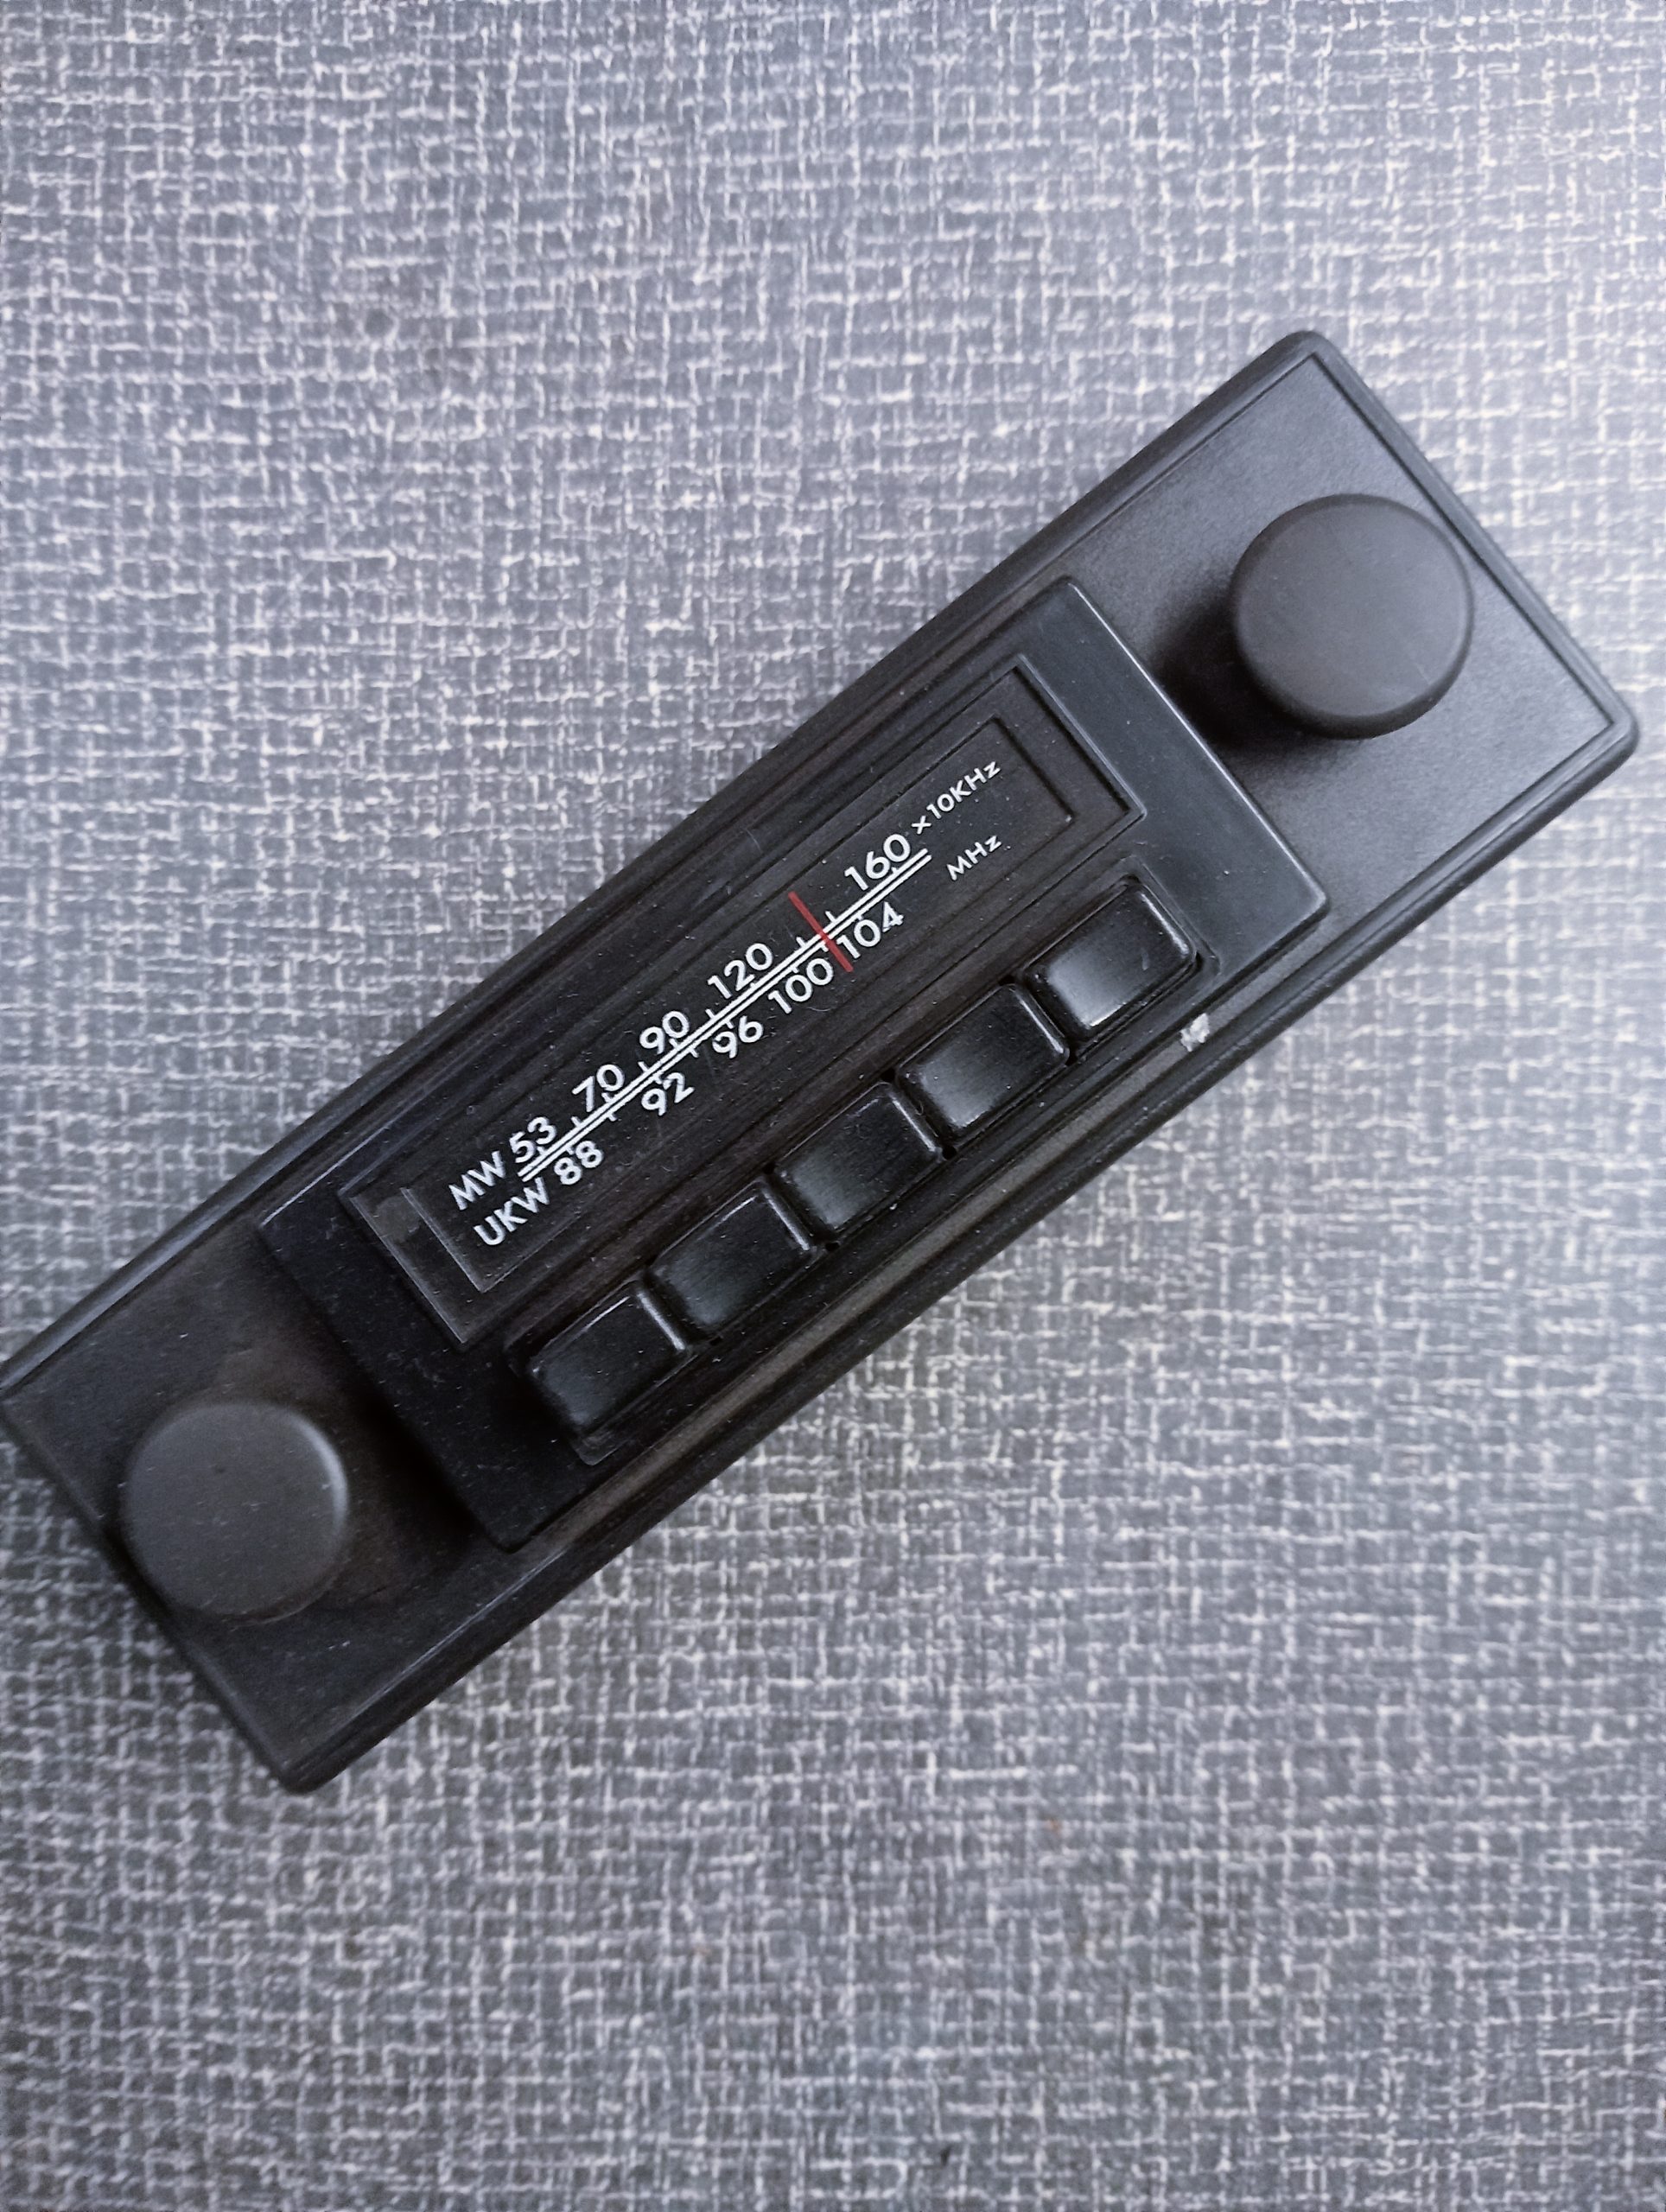 MW 53 70 90 120 160 x10KHz
UKW 88 92 96 100 104 MHz